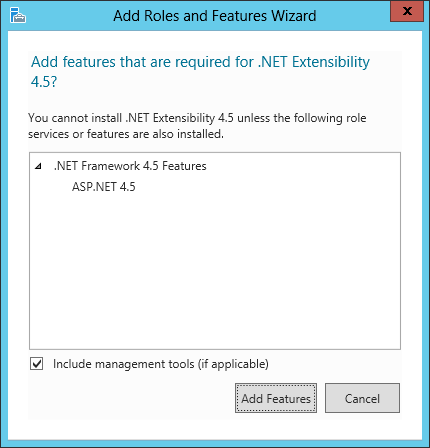 Add Roles and Features Wizard
x
Add features that are required for .NET Extensibility
4.5?
You cannot install .NET Extensibility 4.5 unless the following role
services or features are also installed.
.NET Framework 4.5 Features
ASP.NET 4.5
Include management tools (if applicable)
Add Features
Cancel